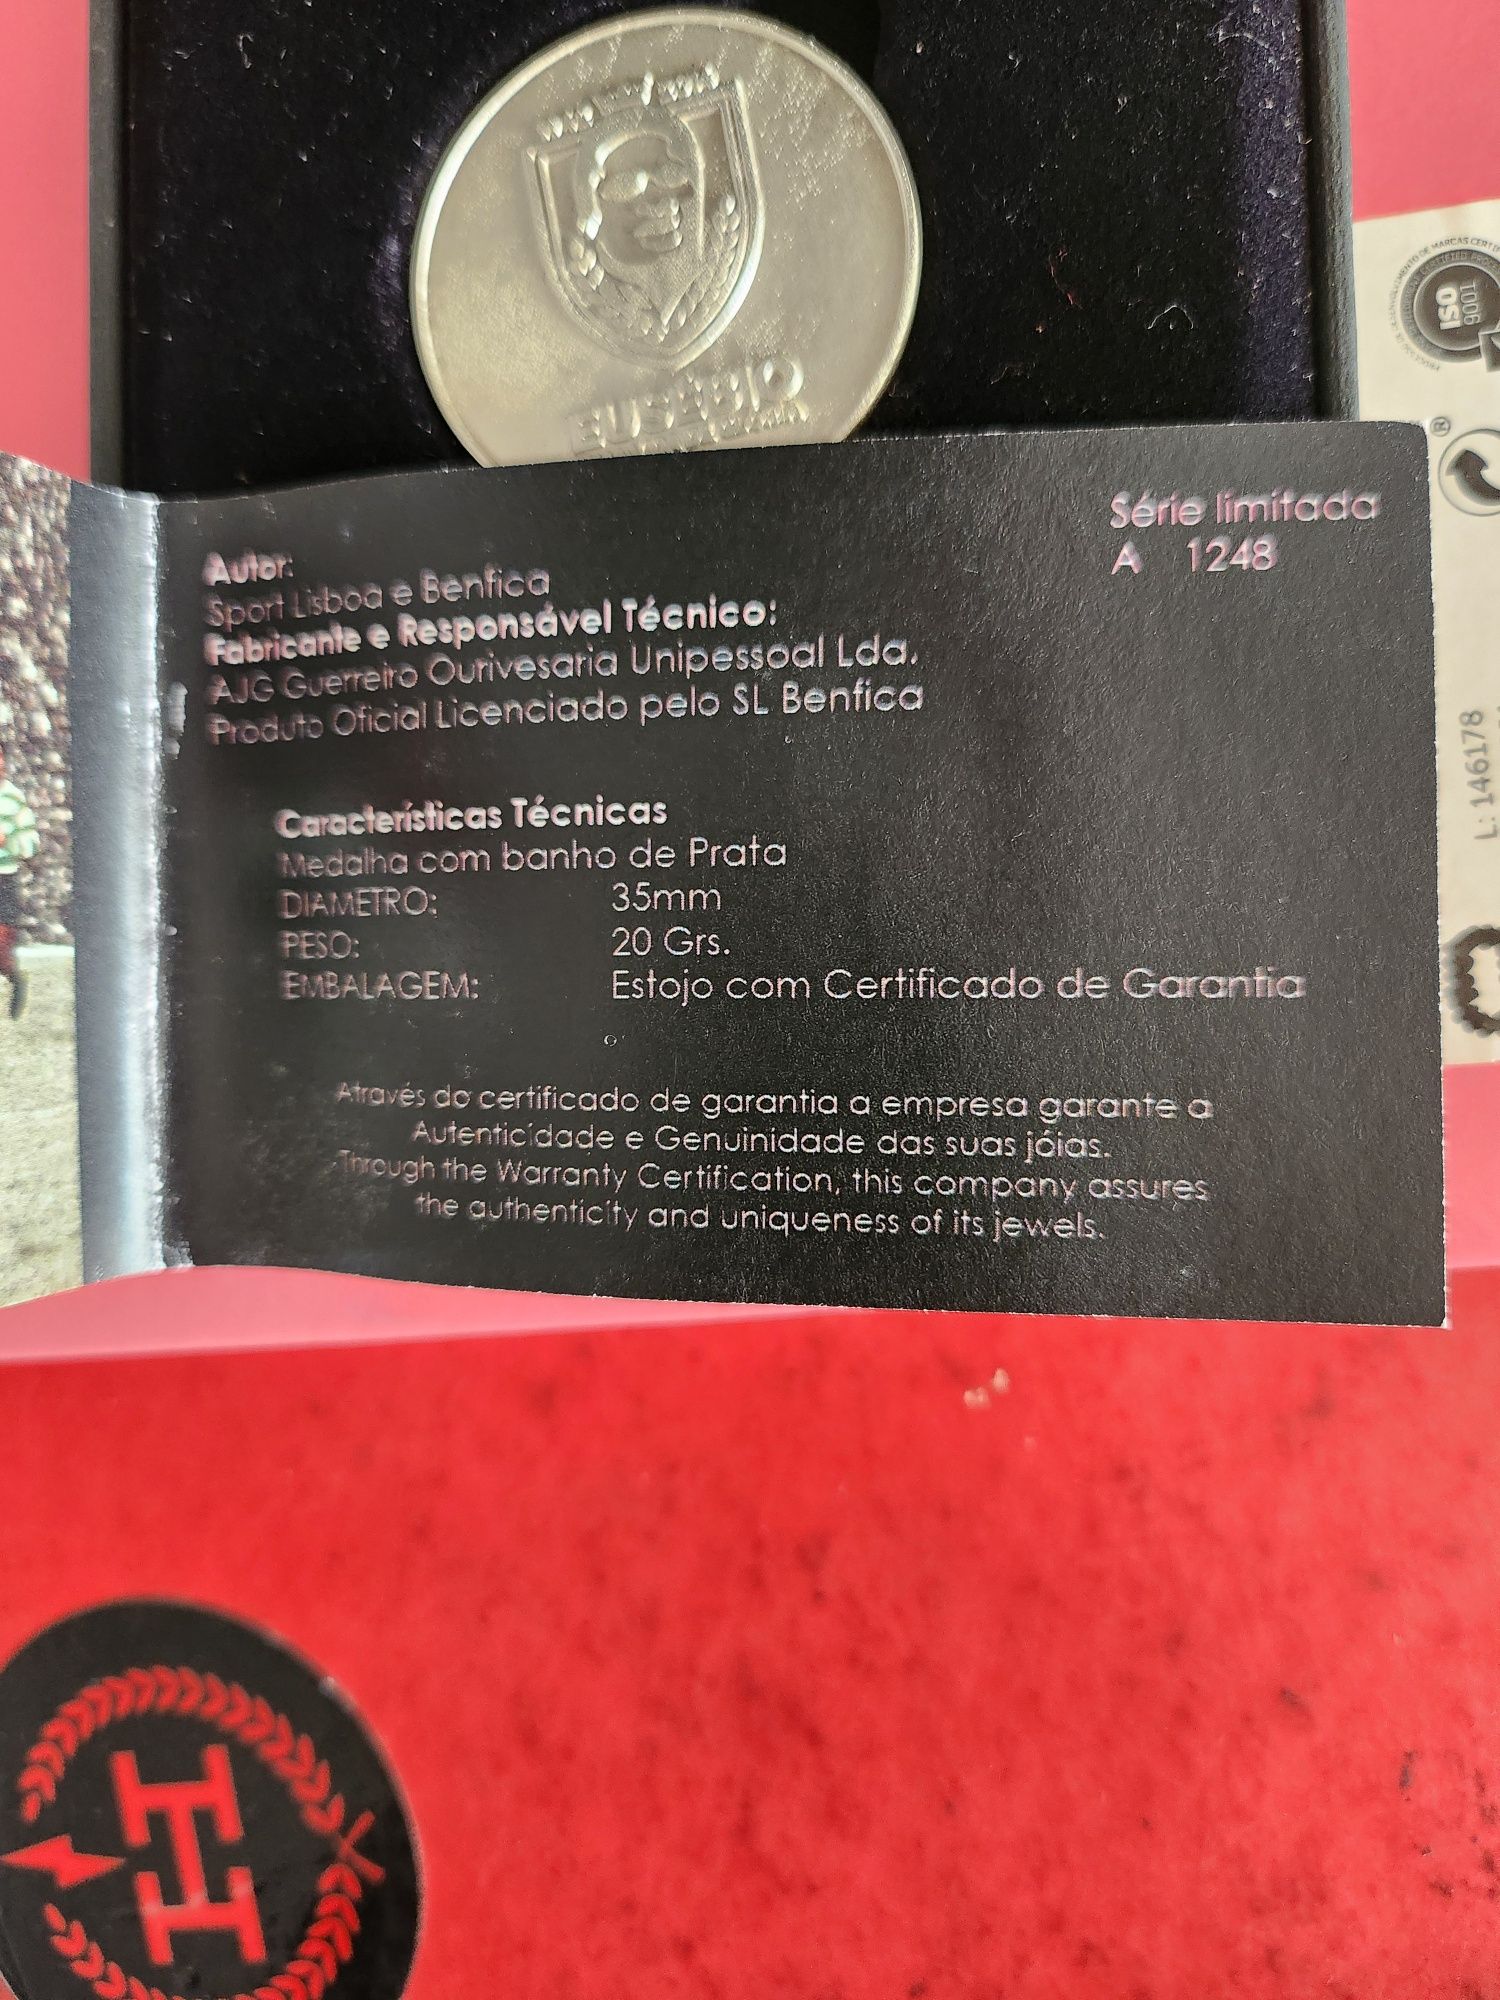 EUSÉBIO
Série limitada
A 1248
Autor:
Sport Lisboa e Benfica
Fabricante e Responsável Técnico:
AJG Guerreiro Ourivesaria Unipessoal Lda.
Produto Oficial Licenciado pelo SL Benfica
Características Técnicas
Medalha com banho de Prata
DIAMETRO: 35mm
PESO: 20 Grs.
EMBALAGEM: Estojo com Certificado de Garantia
Através do certificado de garantia a empresa garante a
Autenticidade e Genuinidade das suas jóias.
Through the Warranty Certification, this company assures
the authenticity and uniqueness of its jewels.
ISO
9001
®
L: 146178
HH